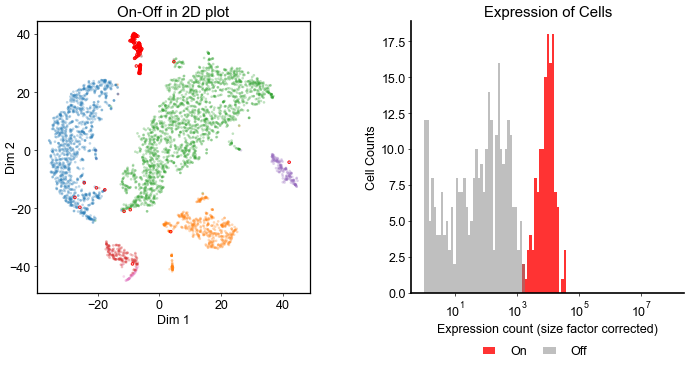 On-Off in 2D plot
40
20
0
−20
−40
−20
0
20
40
Dim 1
Dim 2
Expression of Cells
17.5
15.0
12.5
10.0
7.5
5.0
2.5
0.0
10^1
10^3
10^5
10^7
Cell Counts
Expression count (size factor corrected)
On
Off